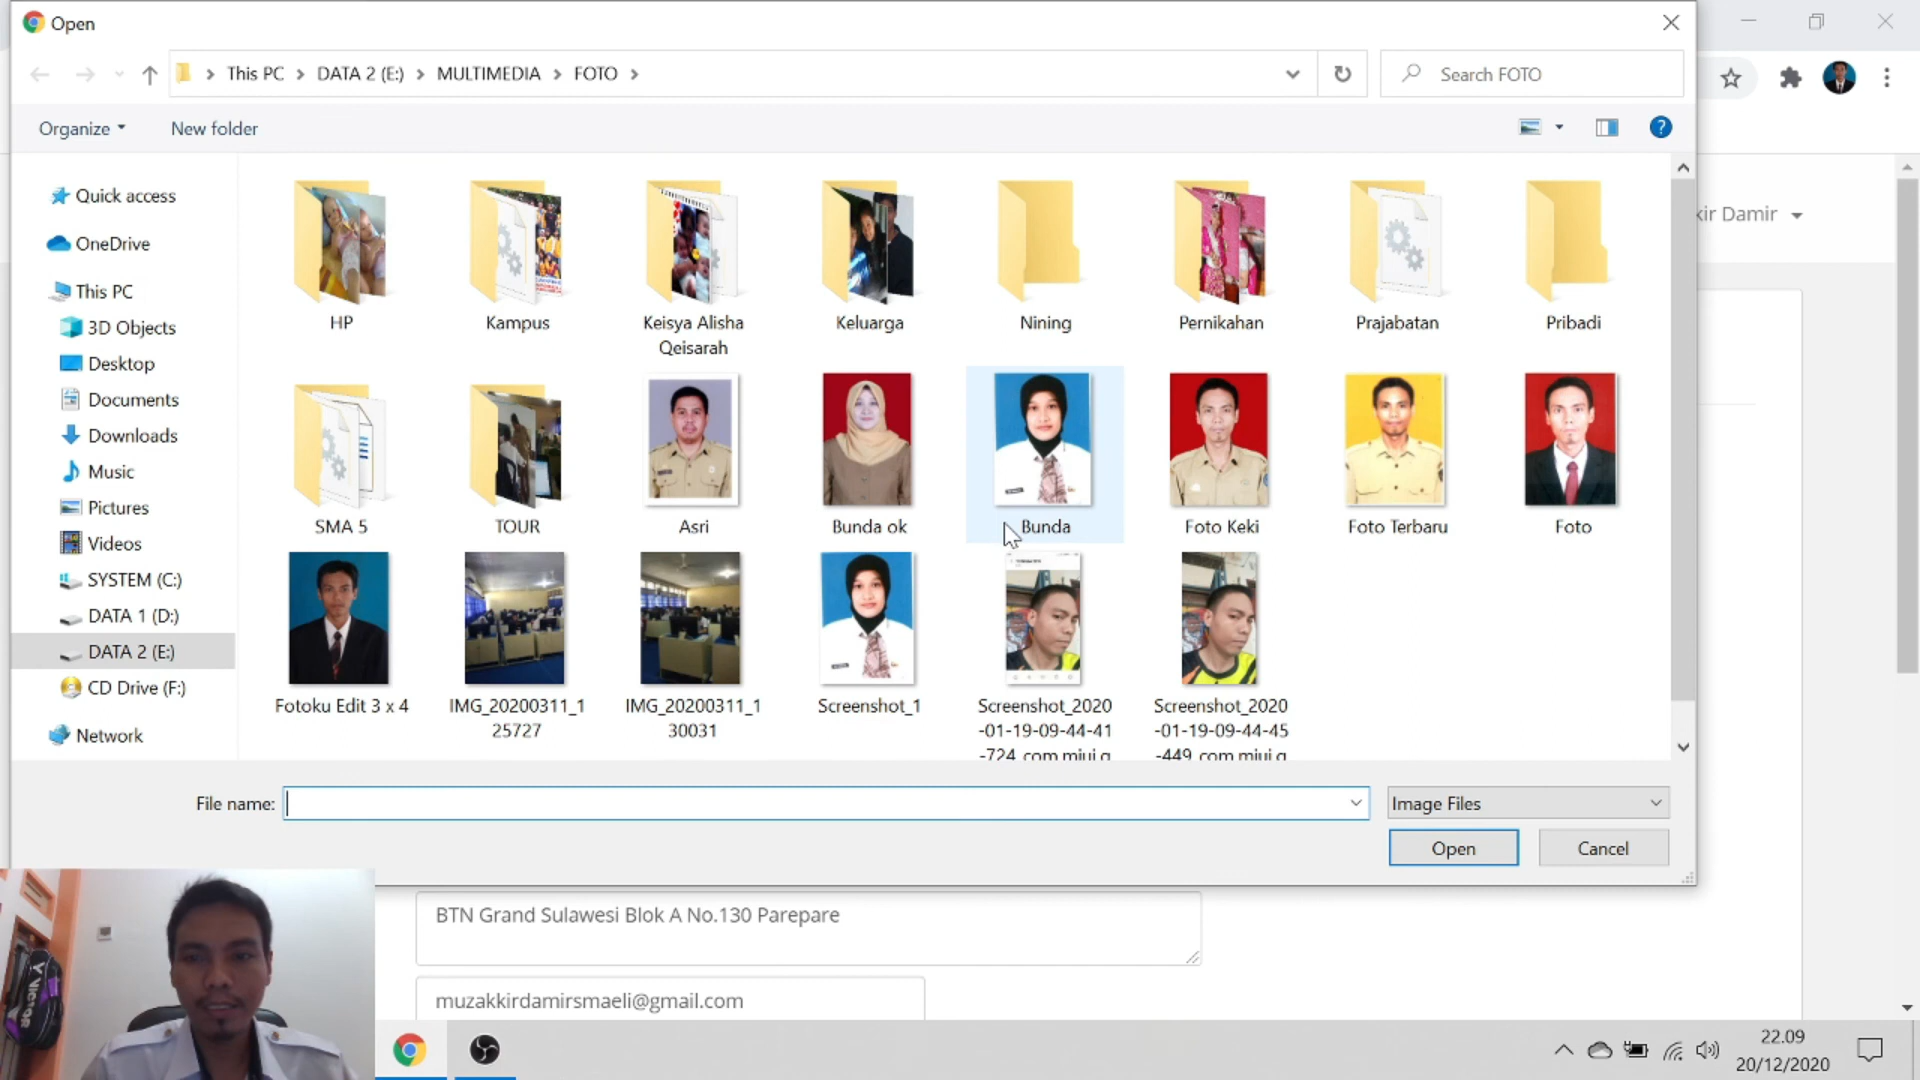 Open
This PC > DATA 2 (E:) > MULTIMEDIA > FOTO >
Search FOTO
Organize
New folder
Quick access
OneDrive
This PC
3D Objects
Desktop
Documents
Downloads
Music
Pictures
Videos
SYSTEM (C:)
DATA 1 (D:)
DATA 2 (E:)
CD Drive (F:)
Network
HP
Kampus
Keisya Alisha
Qeisarah
Keluarga
Nining
Pernikahan
Prajabatan
Pribadi
SMA 5
TOUR
Asri
Bunda ok
Bunda
Foto Keki
Foto Terbaru
Foto
Fotoku Edit 3 x 4
IMG_20200311_1
25727
IMG_20200311_1
30031
Screenshot_1
Screenshot_2020
-01-19-09-44-41
-724_com.miui.g
Screenshot_2020
-01-19-09-44-45
-449_com.miui.g
kir Damir
File name:
Image Files
Open
Cancel
BTN Grand Sulawesi Blok A No.130 Parepare
muzakkirdamirsmaeli@gmail.com
VICTOR
22.09
20/12/2020